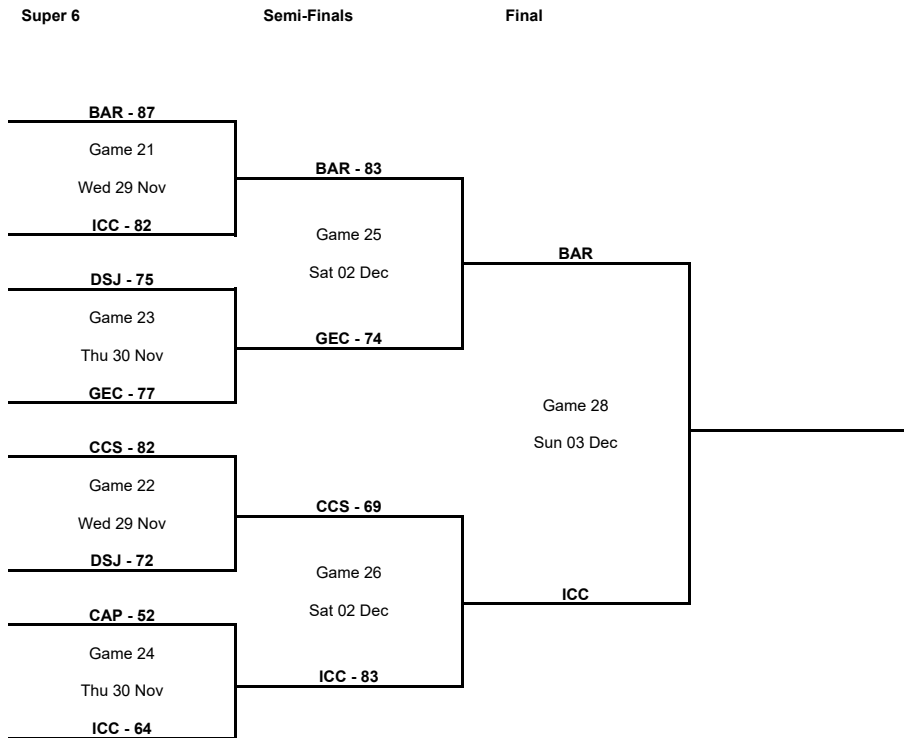 Super 6
Semi-Finals
Final
BAR - 87
Game 21
Wed 29 Nov
ICC - 82
DSJ - 75
Game 23
Thu 30 Nov
GEC - 77
CCS - 82
Game 22
Wed 29 Nov
DSJ - 72
CAP - 52
Game 24
Thu 30 Nov
ICC - 64
BAR - 83
Game 25
Sat 02 Dec
GEC - 74
CCS - 69
Game 26
Sat 02 Dec
ICC - 83
BAR
Game 28
Sun 03 Dec
ICC